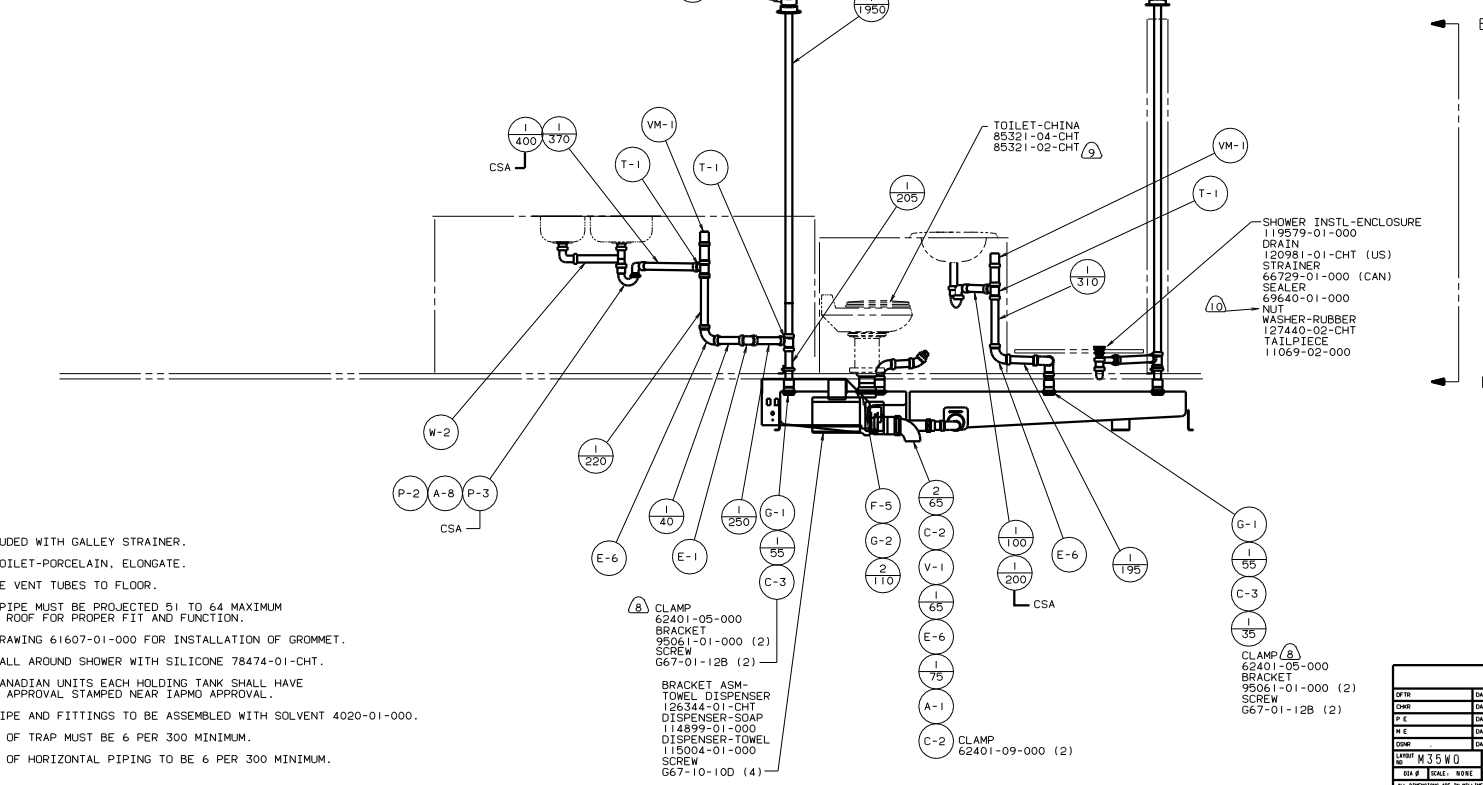 1950
1
400
1
370
CSA
VM-1
T-1
T-1
1
205
TOILET-CHINA
85321-04-CHT
85321-02-CHT
9
VM-1
T-1
1
310
SHOWER INSTL-ENCLOSURE
119579-01-000
DRAIN
120981-01-CHT (US)
STRAINER
66729-01-000 (CAN)
SEALER
69640-01-000
10
NUT
WASHER-RUBBER
127440-02-CHT
TAILPIECE
11069-02-000
W-2
1
220
P-2
A-8
P-3
CSA
1
40
1
250
E-6
E-1
G-1
1
55
C-3
8
CLAMP
62401-05-000
BRACKET
95061-01-000 (2)
SCREW
G67-01-12B (2)
BRACKET ASM-
TOWEL DISPENSER
126344-01-CHT
DISPENSER-SOAP
114899-01-000
DISPENSER-TOWEL
115004-01-000
SCREW
G67-10-10D (4)
F-5
G-2
2
110
2
65
C-2
V-1
1
65
E-6
1
75
A-1
C-2
CLAMP
62401-09-000 (2)
1
100
1
200
CSA
E-6
1
195
G-1
1
55
C-3
1
35
CLAMP
8
62401-05-000
BRACKET
95061-01-000 (2)
SCREW
G67-01-12B (2)
UDED WITH GALLEY STRAINER.
OILET-PORCELAIN, ELONGATE.
E VENT TUBES TO FLOOR.
PIPE MUST BE PROJECTED 51 TO 64 MAXIMUM
ROOF FOR PROPER FIT AND FUNCTION.
RAWING 61607-01-000 FOR INSTALLATION OF GROMMET.
ALL AROUND SHOWER WITH SILICONE 78474-01-CHT.
ANADIAN UNITS EACH HOLDING TANK SHALL HAVE
APPROVAL STAMPED NEAR IAPMO APPROVAL.
IPE AND FITTINGS TO BE ASSEMBLED WITH SOLVENT 4020-01-000.
OF TRAP MUST BE 6 PER 300 MINIMUM.
OF HORIZONTAL PIPING TO BE 6 PER 300 MINIMUM.
DFTR DA
CHKR DA
P E DA
M E DA
DSNR DA
LAYOUT NO M35WQ
DIA Ø SCALE: NONE